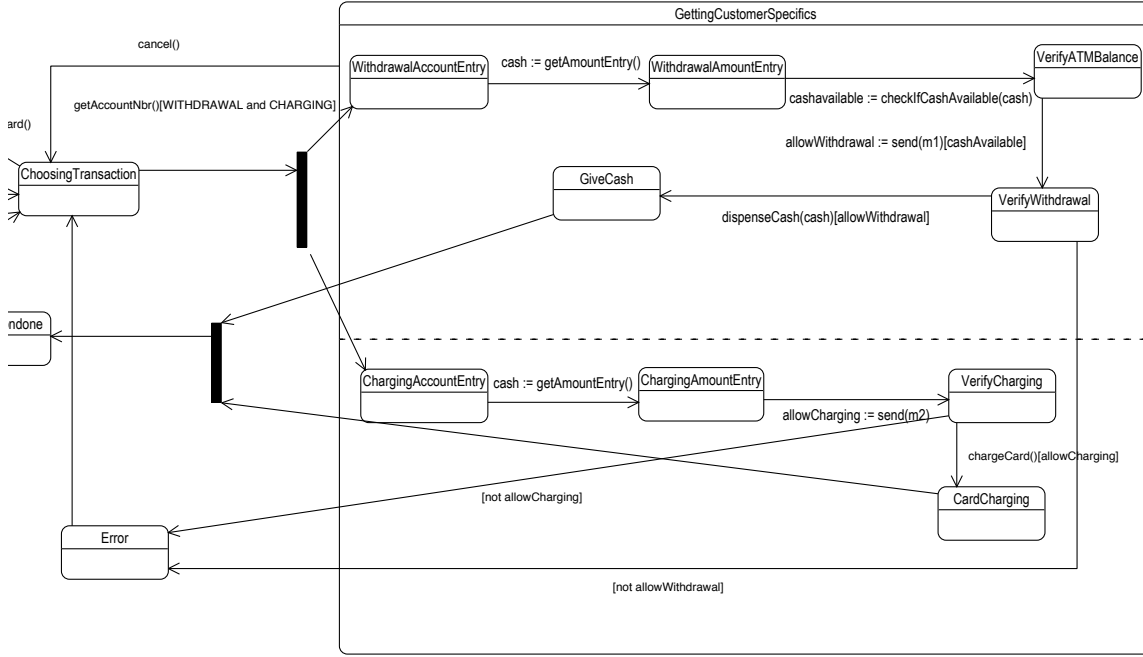 GettingCustomerSpecifics
cancel()
WithdrawalAccountEntry
cash := getAmountEntry()
WithdrawalAmountEntry
VerifyATMBalance
getAccountNbr()[WITHDRAWAL and CHARGING]
cashavailable := checkIfCashAvailable(cash)
ard()
allowWithdrawal := send(m1)[cashAvailable]
ChoosingTransaction
GiveCash
VerifyWithdrawal
dispenseCash(cash)[allowWithdrawal]
ndone
ChargingAccountEntry
cash := getAmountEntry()
ChargingAmountEntry
VerifyCharging
allowCharging := send(m2)
chargeCard()[allowCharging]
[not allowCharging]
CardCharging
Error
[not allowWithdrawal]